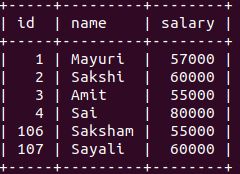 +-----+---------+--------+
| id | name | salary |
+-----+---------+--------+
| 1 | Mayuri | 57000 |
| 2 | Sakshi | 60000 |
| 3 | Amit | 55000 |
| 4 | Sai | 80000 |
| 106 | Saksham | 55000 |
| 107 | Sayali | 60000 |
+-----+---------+--------+